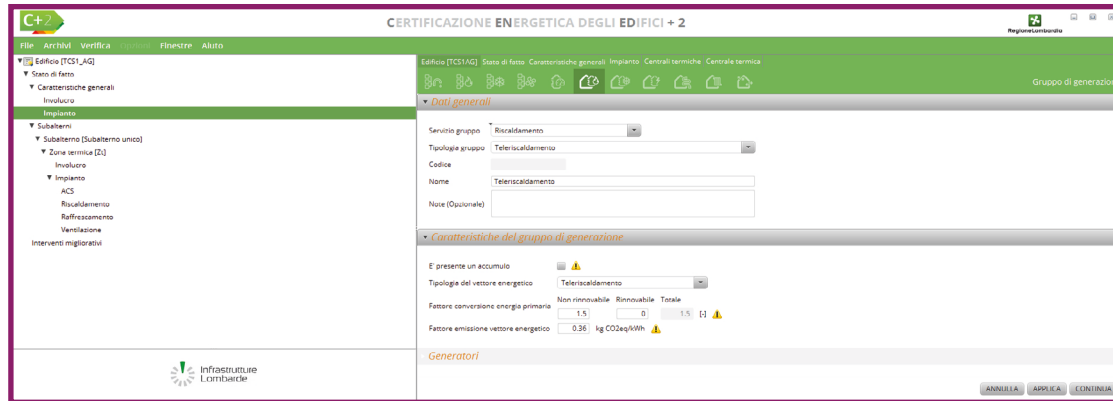 C+2
CERTIFICAZIONE ENERGETICA DEGLI EDIFICI + 2
RegioneLombardia
File Archivi Verifica Opzioni Finestre Aiuto
Edificio [TCS1_AG]
Stato di fatto
Caratteristiche generali
Involucro
Impianto
Subalterni
Subalterno [Subalterno unico]
Zona termica [Zt]
Involucro
Impianto
ACS
Riscaldamento
Raffrescamento
Ventilazione
Interventi migliorativi
Infrastrutture
Lombarde
Edificio [TCS1AG] Stato di fatto Caratteristiche generali Impianto Centrali termiche Centrale termica
Gruppo di generazion
Dati generali
Servizio gruppo Riscaldamento
Tipologia gruppo Teleriscaldamento
Codice
Nome Teleriscaldamento
Note (Opzionale)
Caratteristiche del gruppo di generazione
E' presente un accumulo
Tipologia del vettore energetico Teleriscaldamento
Non rinnovabile Rinnovabile Totale
Fattore conversione energia primaria 1.5 0 1.5 [-]
Fattore emissione vettore energetico 0.36 kg CO2eq/kWh
Generatori
ANNULLA APPLICA CONTINUA